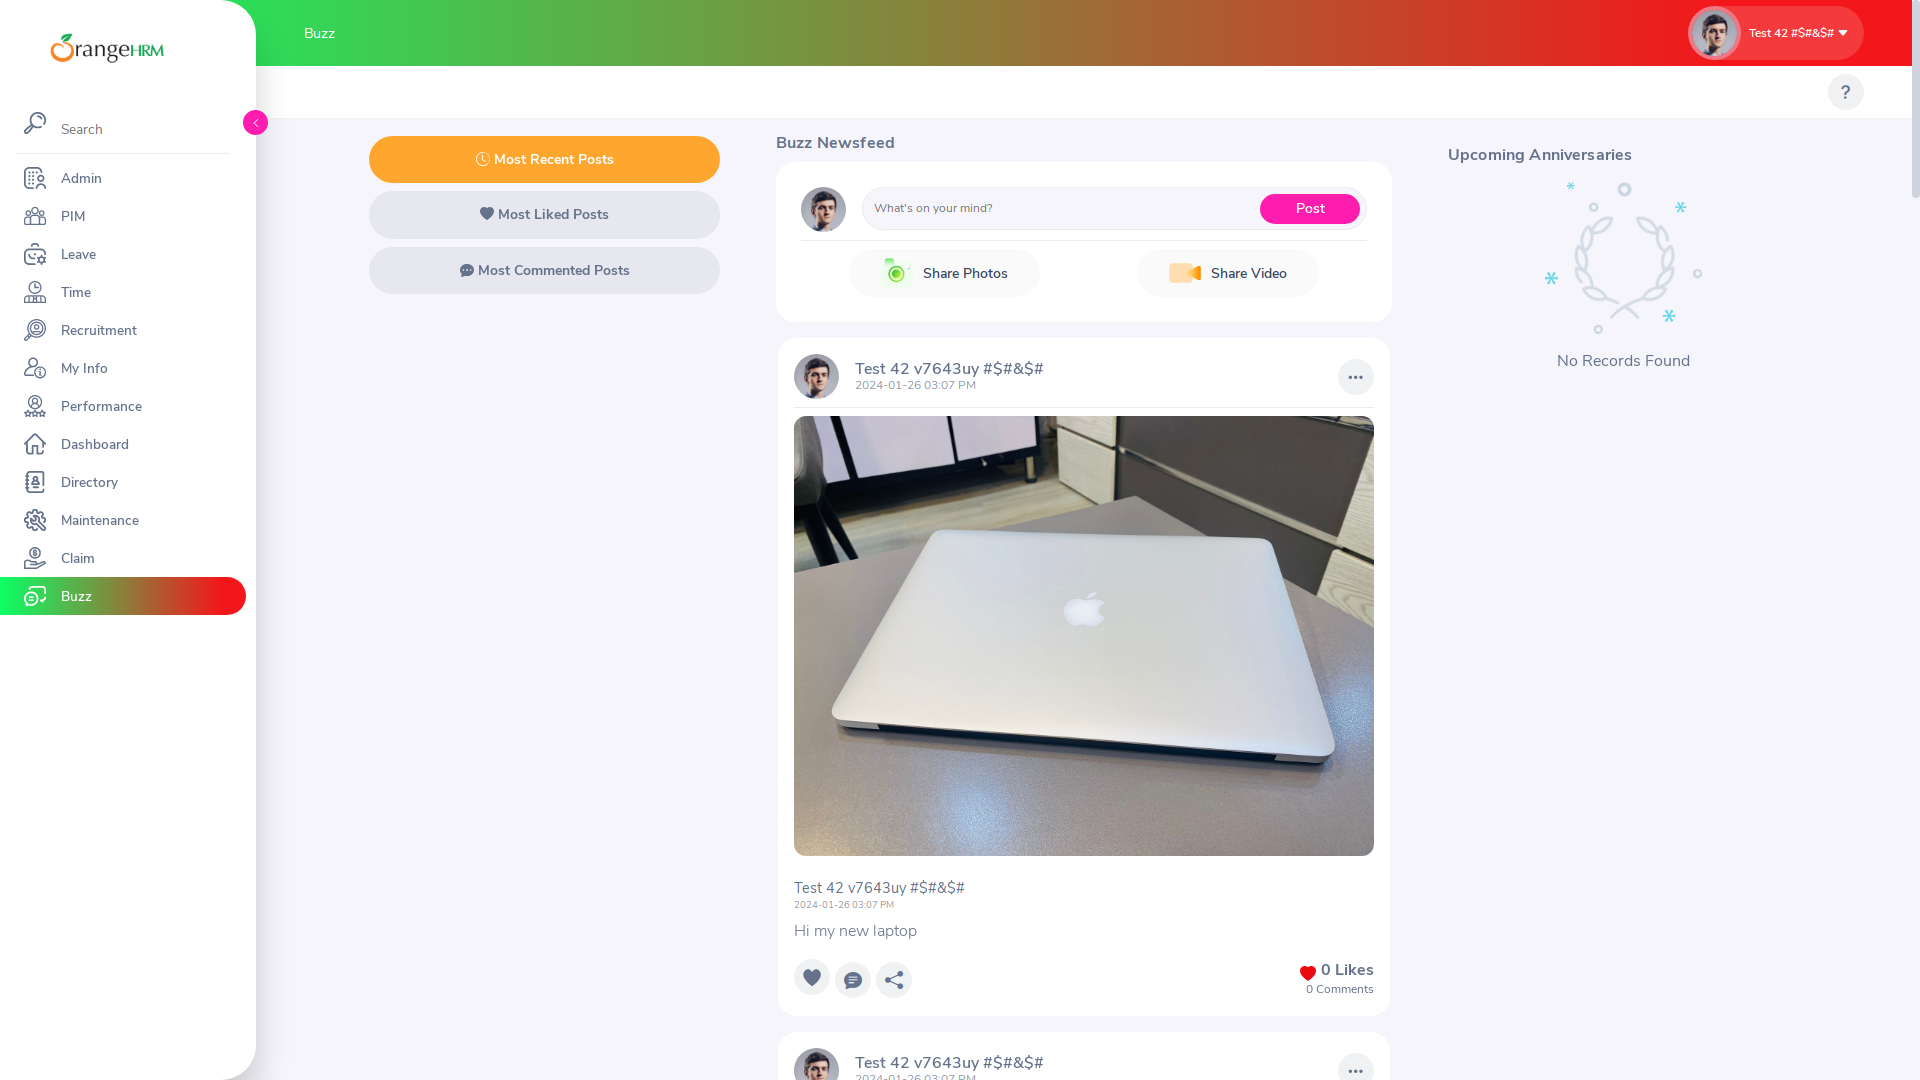 OrangeHRM
Search
Admin
PIM
Leave
Time
Recruitment
My Info
Performance
Dashboard
Directory
Maintenance
Claim
Buzz
Buzz
Test 42 #$#&$#
?
Most Recent Posts
Most Liked Posts
Most Commented Posts
Buzz Newsfeed
What's on your mind?
Post
Share Photos
Share Video
Test 42 v7643uy #$#&$#
2024-01-26 03:07 PM
Test 42 v7643uy #$#&$#
2024-01-26 03:07 PM
Hi my new laptop
0 Likes
0 Comments
Test 42 v7643uy #$#&$#
2024-01-26 03:07 PM
Upcoming Anniversaries
No Records Found